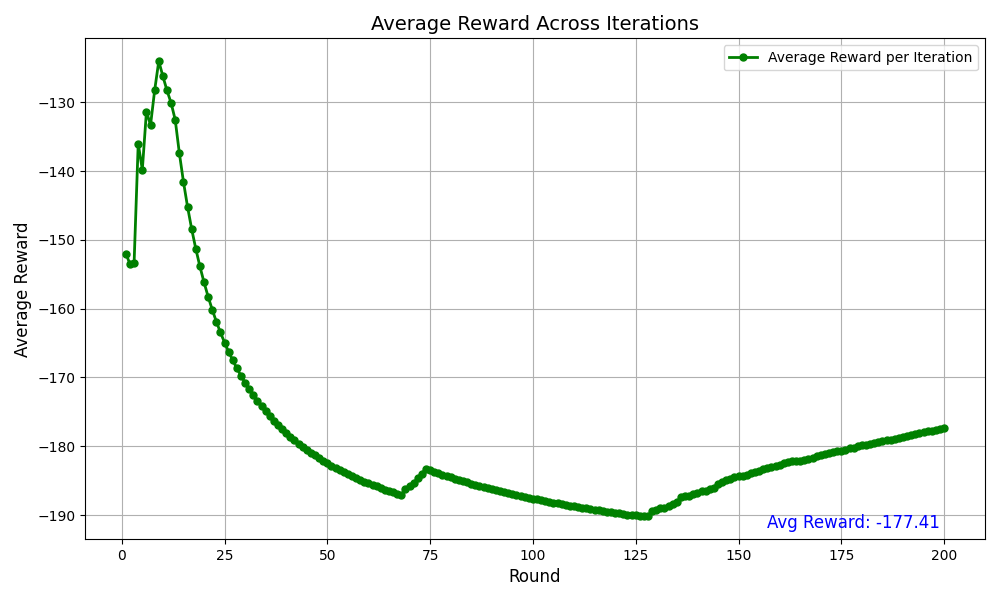 Average Reward Across Iterations
Average Reward per Iteration
−130
−140
−150
−160
−170
−180
−190
Average Reward
Avg Reward: -177.41
0 25 50 75 100 125 150 175 200
Round